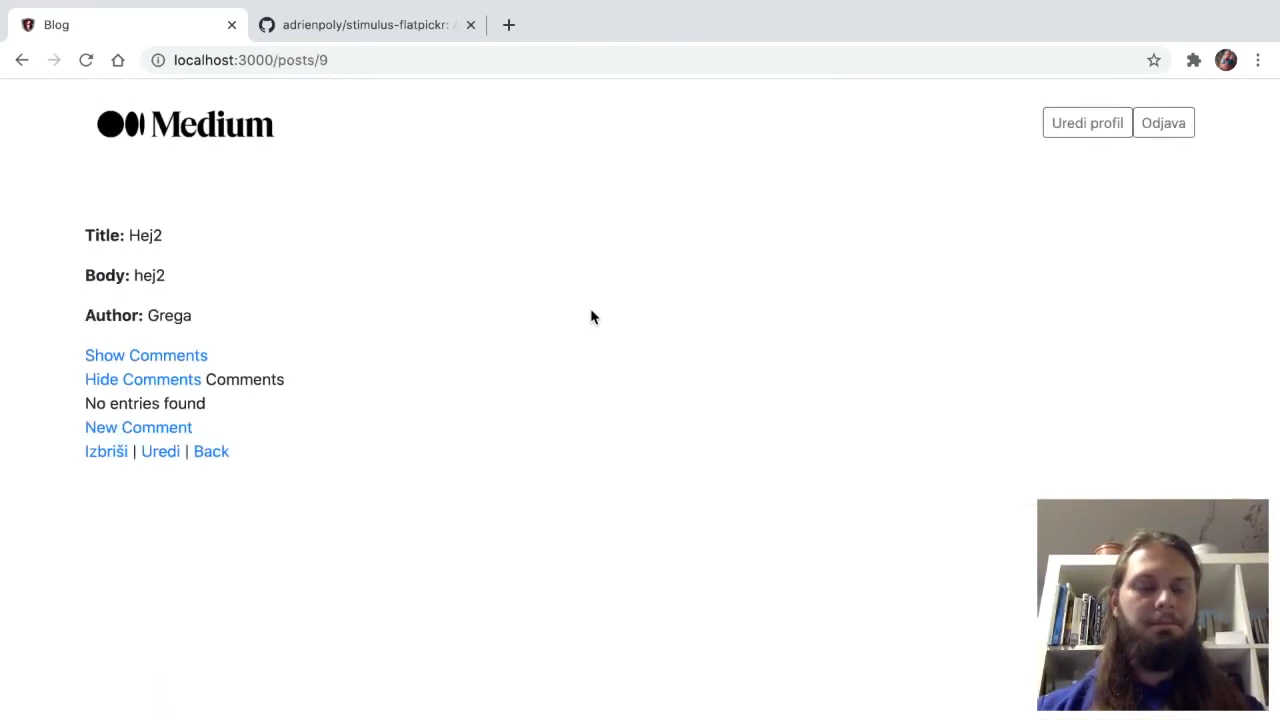 Blog
adrienpoly/stimulus-flatpickr:
localhost:3000/posts/9
Medium
Uredi profil
Odjava
Title: Hej2
Body: hej2
Author: Grega
Show Comments
Hide Comments Comments
No entries found
New Comment
Izbriši | Uredi | Back